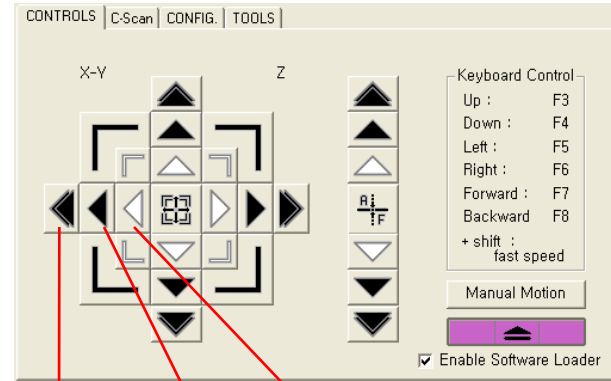 CONTROLS C-Scan CONFIG. TOOLS
X-Y Z
Keyboard Control
Up : F3
Down : F4
Left : F5
Right : F6
Forward : F7
Backward F8
+ shift :
fast speed
A
F
Manual Motion
Enable Software Loader